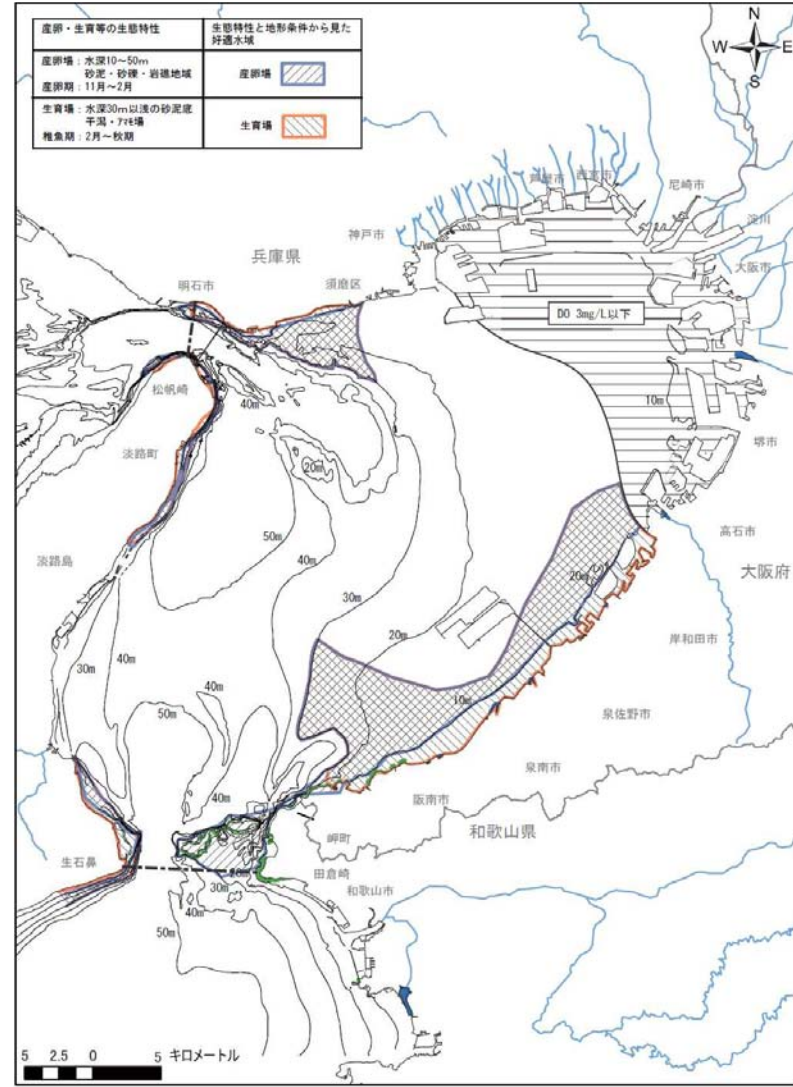 産卵・生育等の生態特性
生態特性と地形条件から見た
好適水域
産卵場:水深10～50m
砂泥・砂礫・岩礁地域
産卵期:11月～2月
産卵場
生育場:水深30m以浅の砂泥底
干潟・アマモ場
稚魚期:2月～秋期
生育場
N
W
E
S
芦屋市
西宮市
尼崎市
神戸市
淀川
兵庫県
大阪市
明石市
須磨区
DO 3mg/L以下
松帆崎
40m
10m
淡路町
堺市
20m
50m
高石市
淡路島
40m
大阪府
20m
30m
20m
岸和田市
30m
40m
40m
10m
泉佐野市
50m
泉南市
40m
阪南市
和歌山県
岬町
生石鼻
田倉崎
20m
30m
和歌山市
40m
50m
5
2.5
0
5
キロメートル